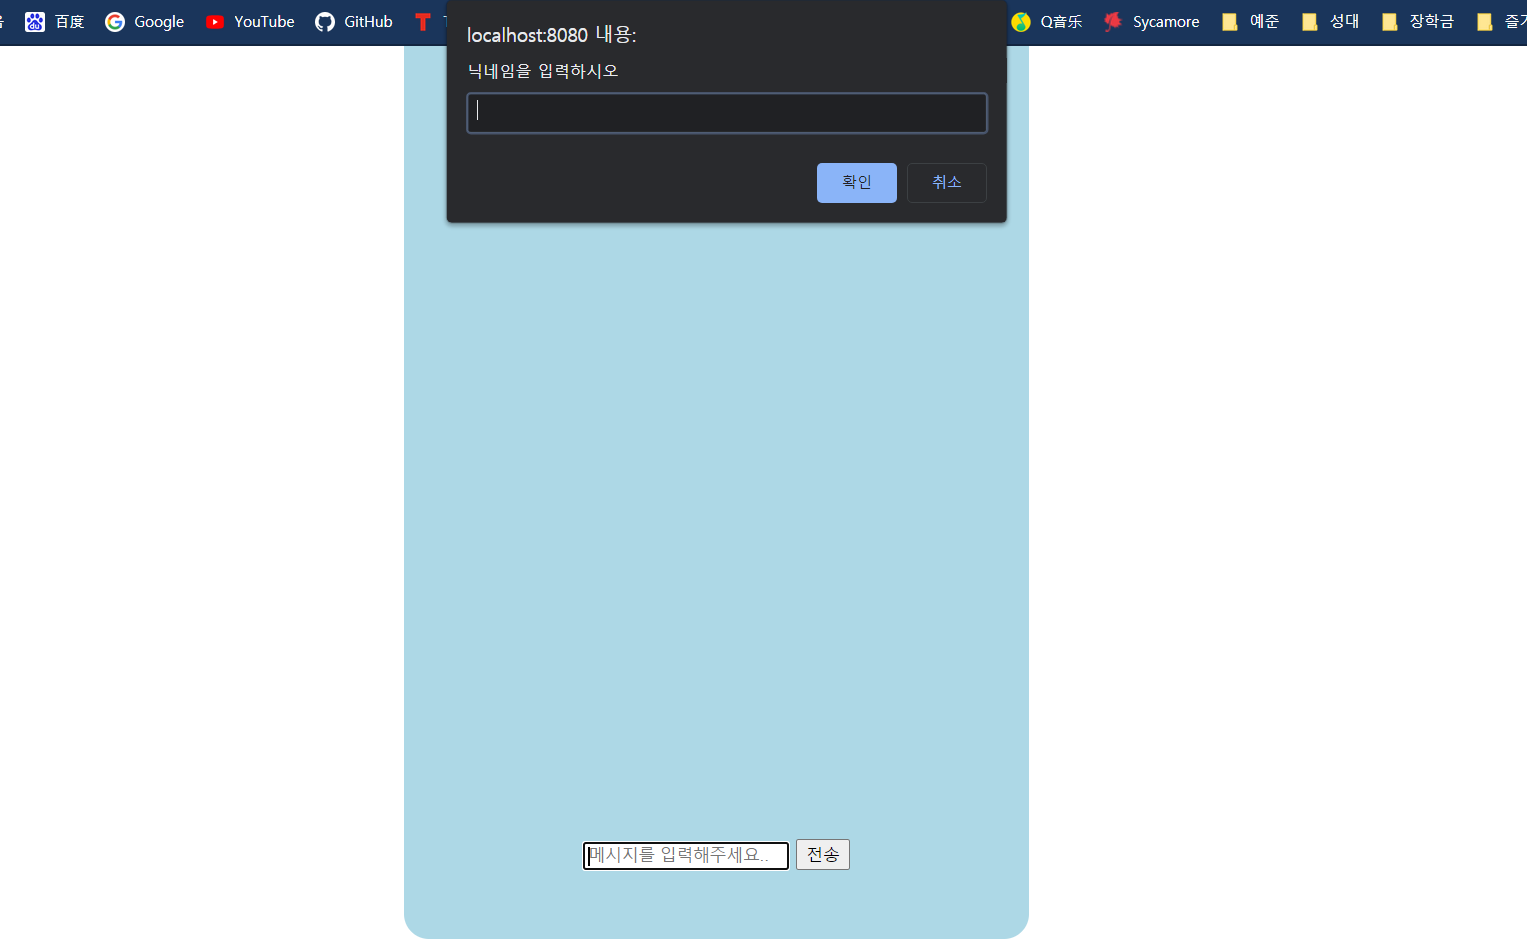 百度 Google YouTube GitHub Q音乐 Sycamore 예준 성대 장학금
localhost:8080 내용:
닉네임을 입력하시오
확인 취소
메시지를 입력해주세요.. 전송